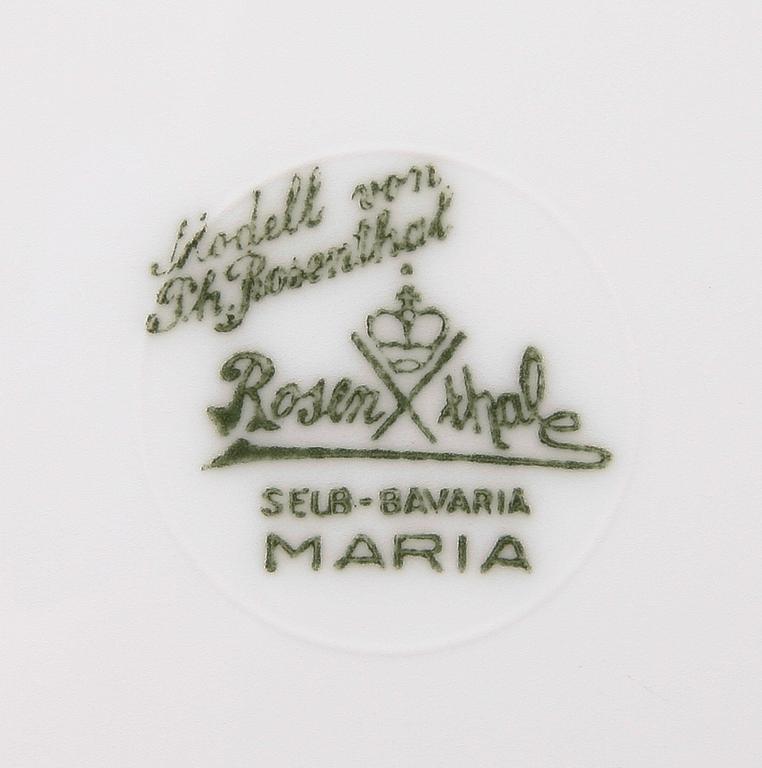 Modell von
Ph. Rosenthal
Rosenthal
SELB-BAVARIA
MARIA